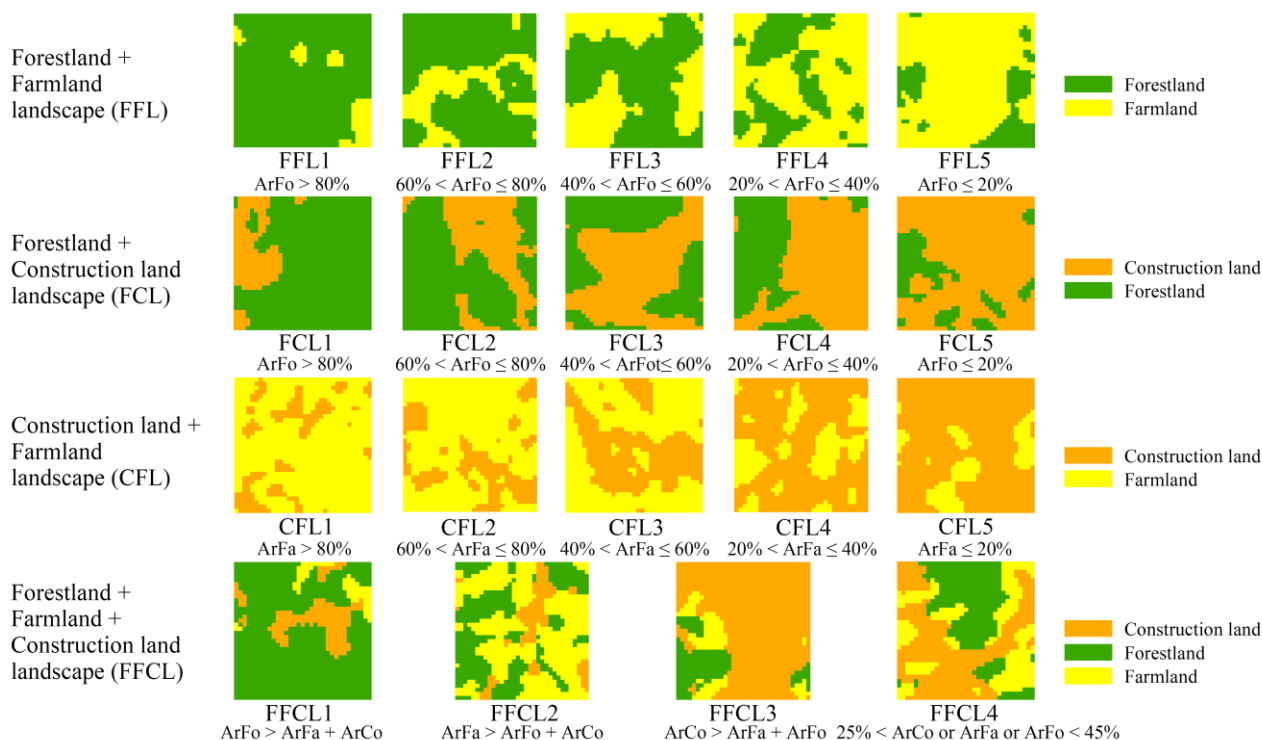 Forestland +
Farmland
landscape (FFL)
Forestland
Farmland
FFL1 FFL2 FFL3 FFL4 FFL5
ArFo > 80% 60% < ArFo ≤ 80% 40% < ArFo ≤ 60% 20% < ArFo ≤ 40% ArFo ≤ 20%
Forestland +
Construction land
landscape (FCL)
Construction land
Forestland
FCL1 FCL2 FCL3 FCL4 FCL5
ArFo > 80% 60% < ArFo ≤ 80% 40% < ArFot≤ 60% 20% < ArFo ≤ 40% ArFo ≤ 20%
Construction land +
Farmland
landscape (CFL)
Construction land
Farmland
CFL1 CFL2 CFL3 CFL4 CFL5
ArFa > 80% 60% < ArFa ≤ 80% 40% < ArFa ≤ 60% 20% < ArFa ≤ 40% ArFa ≤ 20%
Forestland +
Farmland +
Construction land
landscape (FFCL)
Construction land
Forestland
Farmland
FFCL1 FFCL2 FFCL3 FFCL4
ArFo > ArFa + ArCo ArFa > ArFo + ArCo ArCo > ArFa + ArFo 25% < ArCo or ArFa or ArFo < 45%